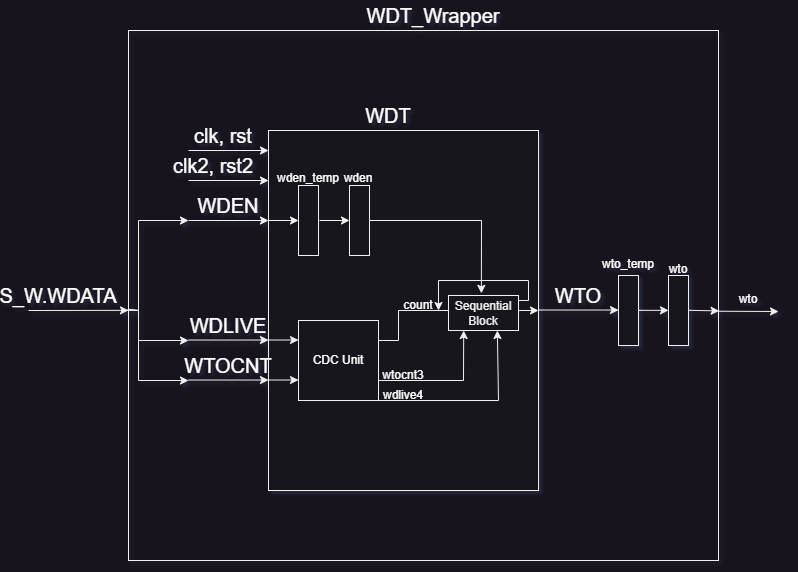 WDT_Wrapper
WDT
clk, rst
clk2, rst2
wden_temp wden
WDEN
S_W.WDATA
WDLIVE
WTOCNT
CDC Unit
count
Sequential
Block
wtocnt3
wdlive4
WTO
wto_temp
wto
wto